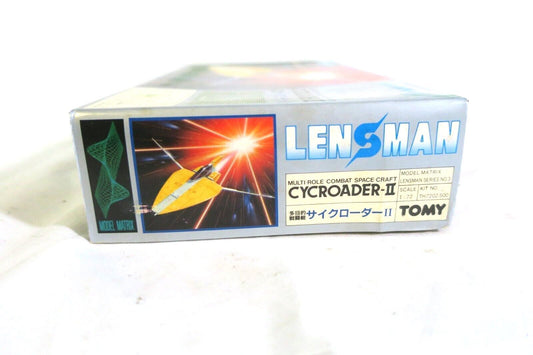 LENSMAN
MULTI-ROLE COMBAT SPACE CRAFT
CYCROADER-II
多目的
戦闘艇
サイクローダーII
MODEL MATRIX
LENSMAN SERIES NO.
SCALE
1:72
KIT NO.
TOMY
MODEL MATRIX